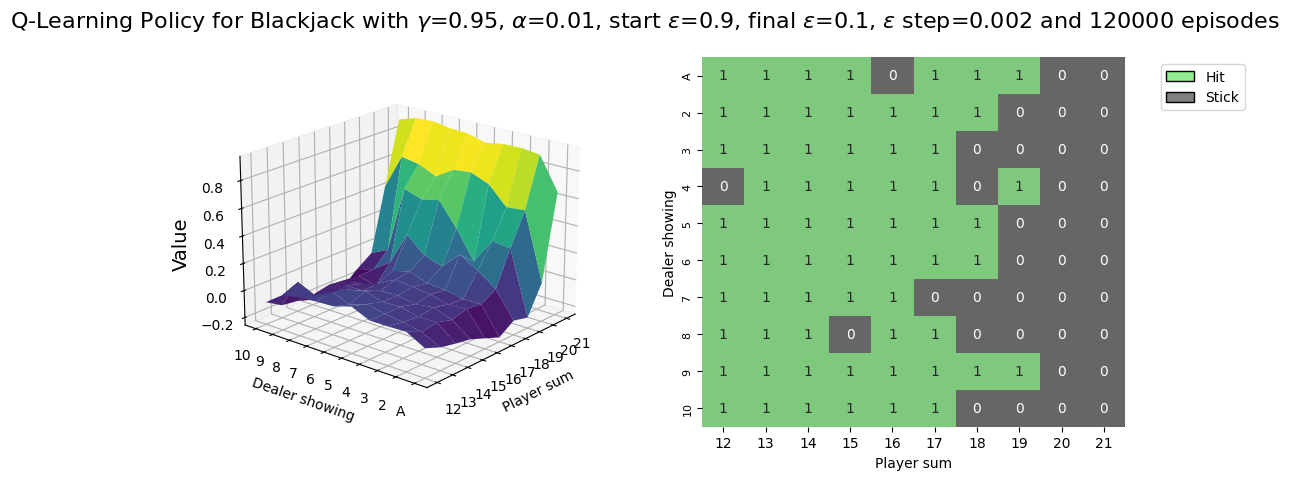 Q-Learning Policy for Blackjack with γ=0.95, α=0.01, start ε=0.9, final ε=0.1, ε step=0.002 and 120000 episodes
Value
0.8
0.6
0.4
0.2
0.0
−0.2
10 9 8 7 6 5 4 3 2 A
Dealer showing
12 13 14 15 16 17 18 19 20 21
Player sum
Dealer showing
A 1 1 1 1 0 1 1 1 0 0
2 1 1 1 1 1 1 1 0 0 0
3 1 1 1 1 1 1 0 0 0 0
4 0 1 1 1 1 1 0 1 0 0
5 1 1 1 1 1 1 1 0 0 0
6 1 1 1 1 1 1 1 0 0 0
7 1 1 1 1 1 0 0 0 0 0
8 1 1 1 0 1 1 0 0 0 0
9 1 1 1 1 1 1 1 1 0 0
10 1 1 1 1 1 1 0 0 0 0
12 13 14 15 16 17 18 19 20 21
Player sum
Hit
Stick